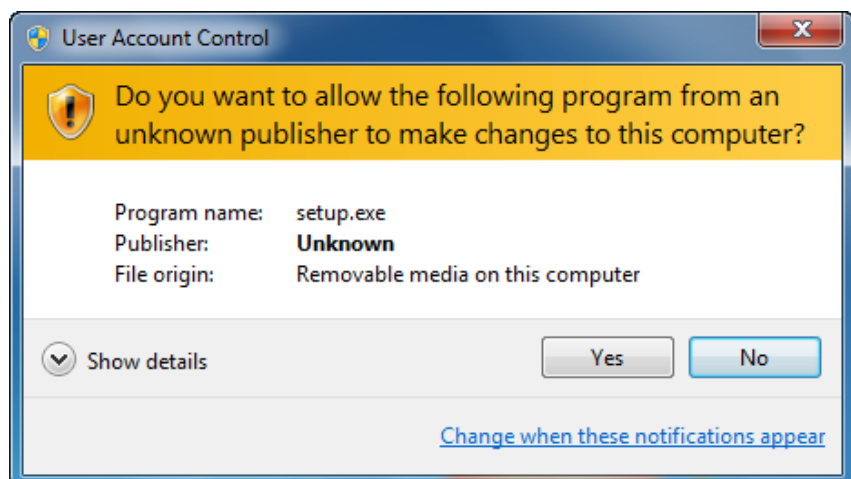 User Account Control
Do you want to allow the following program from an
unknown publisher to make changes to this computer?
Program name: setup.exe
Publisher: Unknown
File origin: Removable media on this computer
Show details Yes No
Change when these notifications appear